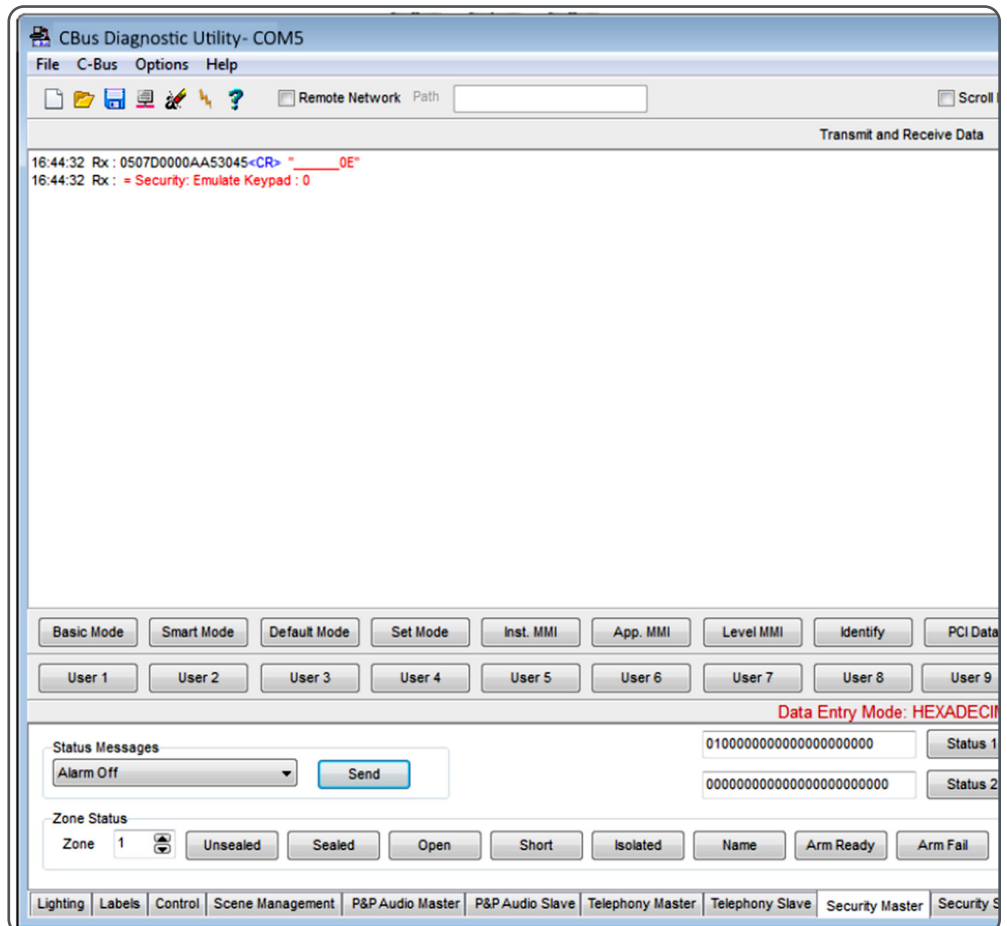 CBus Diagnostic Utility- COM5
File C-Bus Options Help
Remote Network Path Scroll
Transmit and Receive Data
16:44:32 Rx : 0507D0000AA53045<CR> "______0E"
16:44:32 Rx : = Security: Emulate Keypad : 0
Basic Mode Smart Mode Default Mode Set Mode Inst. MMI App. MMI Level MMI Identify PCI Data
User 1 User 2 User 3 User 4 User 5 User 6 User 7 User 8 User 9
Data Entry Mode: HEXADECIM
Status Messages
Alarm Off Send
0100000000000000000000 Status 1
000000000000000000000000 Status 2
Zone Status
Zone 1 Unsealed Sealed Open Short Isolated Name Arm Ready Arm Fail
Lighting Labels Control Scene Management P&P Audio Master P&P Audio Slave Telephony Master Telephony Slave Security Master Security S